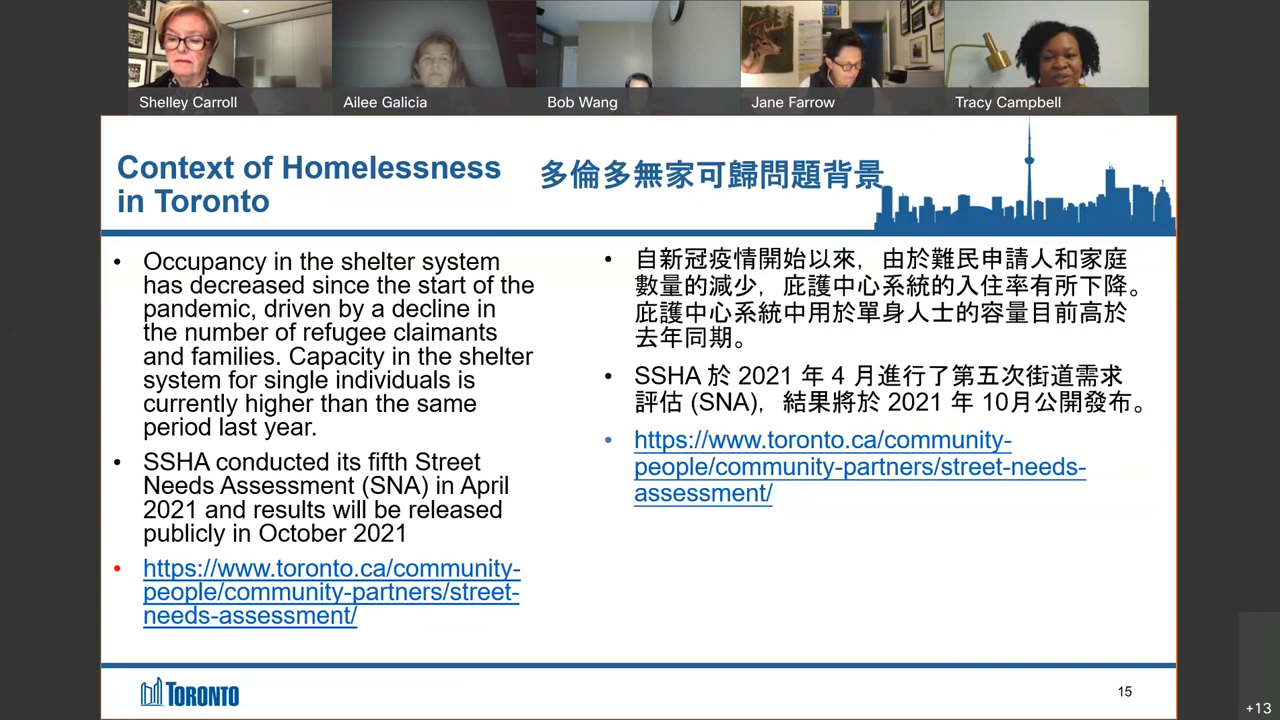 Shelley Carroll
Ailee Galicia
Bob Wang
Jane Farrow
Tracy Campbell
Context of Homelessness
in Toronto
多倫多無家可歸問題背景
• Occupancy in the shelter system
has decreased since the start of the
pandemic, driven by a decline in
the number of refugee claimants
and families. Capacity in the shelter
system for single individuals is
currently higher than the same
period last year.
• SSHA conducted its fifth Street
Needs Assessment (SNA) in April
2021 and results will be released
publicly in October 2021
• https://www.toronto.ca/community-
people/community-partners/street-
needs-assessment/
• 自新冠疫情開始以來，由於難民申請人和家庭
數量的減少，庇護中心系統的入住率有所下降。
庇護中心系統中用於單身人士的容量目前高於
去年同期。
• SSHA 於 2021 年 4 月進行了第五次街道需求
評估 (SNA)，結果將於 2021 年 10月公開發布。
• https://www.toronto.ca/community-
people/community-partners/street-needs-
assessment/
TORONTO
15
+13